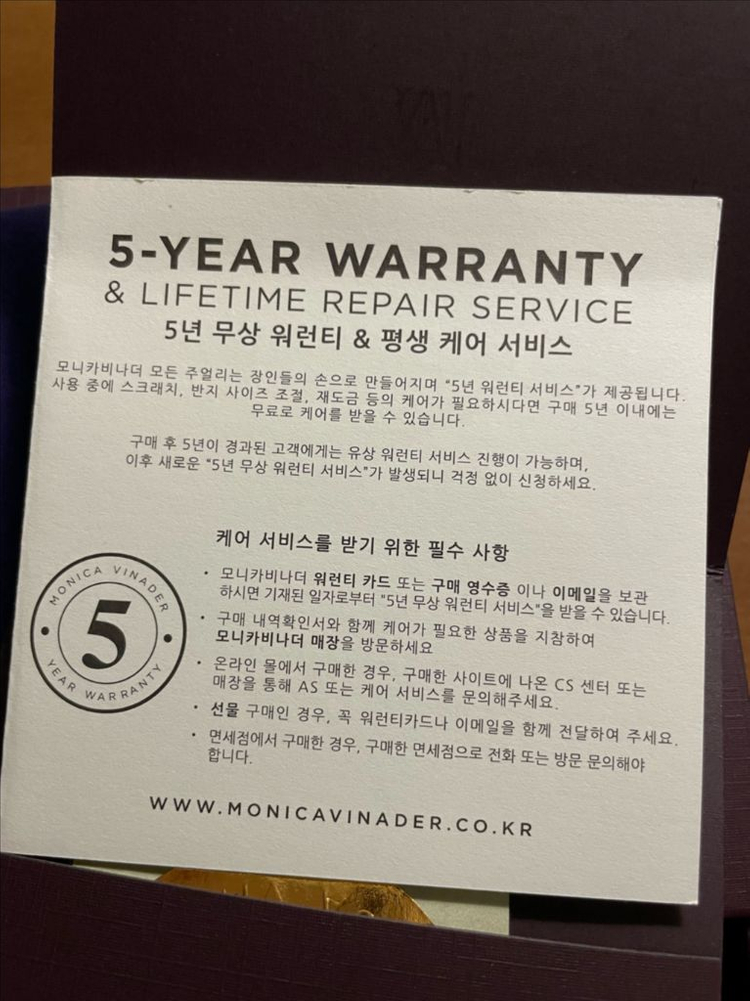 5-YEAR WARRANTY
& LIFETIME REPAIR SERVICE
5년 무상 워런티 & 평생 케어 서비스
모니카비나더 모든 주얼리는 장인들의 손으로 만들어지며 "5년 워런티 서비스"가 제공됩니다.
사용 중에 스크래치, 반지 사이즈 조절, 재도금 등의 케어가 필요하시다면 구매 5년 이내에는
무료로 케어를 받을 수 있습니다.
구매 후 5년이 경과된 고객에게는 유상 워런티 서비스 진행이 가능하며,
이후 새로운 "5년 무상 워런티 서비스"가 발생되니 걱정 없이 신청하세요.
케어 서비스를 받기 위한 필수 사항
• 모니카비나더 워런티 카드 또는 구매 영수증 이나 이메일을 보관
하시면 기재된 일자로부터 "5년 무상 워런티 서비스"을 받을 수 있습니다.
• 구매 내역확인서와 함께 케어가 필요한 상품을 지참하여
모니카비나더 매장을 방문하세요
• 온라인 몰에서 구매한 경우, 구매한 사이트에 나온 CS 센터 또는
매장을 통해 AS 또는 케어 서비스를 문의해주세요.
• 선물 구매인 경우, 꼭 워런티카드나 이메일을 함께 전달하여 주세요.
• 면세점에서 구매한 경우, 구매한 면세점으로 전화 또는 방문 문의해야
합니다.
MONICA VINADER
5
YEAR WARRANTY
WWW.MONICAVINADER.CO.KR